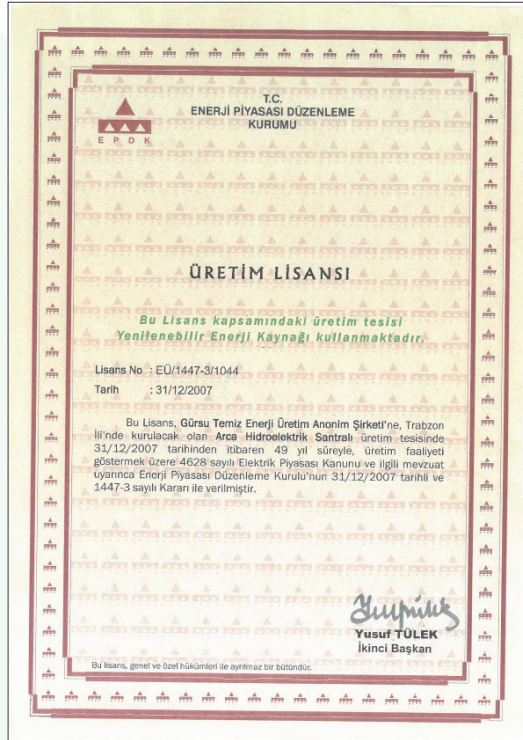 T.C.
ENERJİ PİYASASI DÜZENLEME
KURUMU
E P D K
ÜRETİM LİSANSI
Bu Lisans kapsamındaki üretim tesisi
Yenilenebilir Enerji Kaynağı kullanmaktadır.
Lisans No : EÜ/1447-3/1044
Tarih : 31/12/2007
Bu Lisans, Gürsu Temiz Enerji Üretim Anonim Şirketi'ne, Trabzon
İli'nde kurulacak olan Arca Hidroelektrik Santralı üretim tesisinde
31/12/2007 tarihinden itibaren 49 yıl süreyle, üretim faaliyeti
göstermek üzere 4628 sayılı Elektrik Piyasası Kanunu ve ilgili mevzuat
uyarınca Enerji Piyasası Düzenleme Kurulu'nun 31/12/2007 tarihli ve
1447-3 sayılı Kararı ile verilmiştir.
Yusuf TÜLEK
İkinci Başkan
Bu lisans, genel ve özel hükümleri ile ayrılmaz bir bütündür.